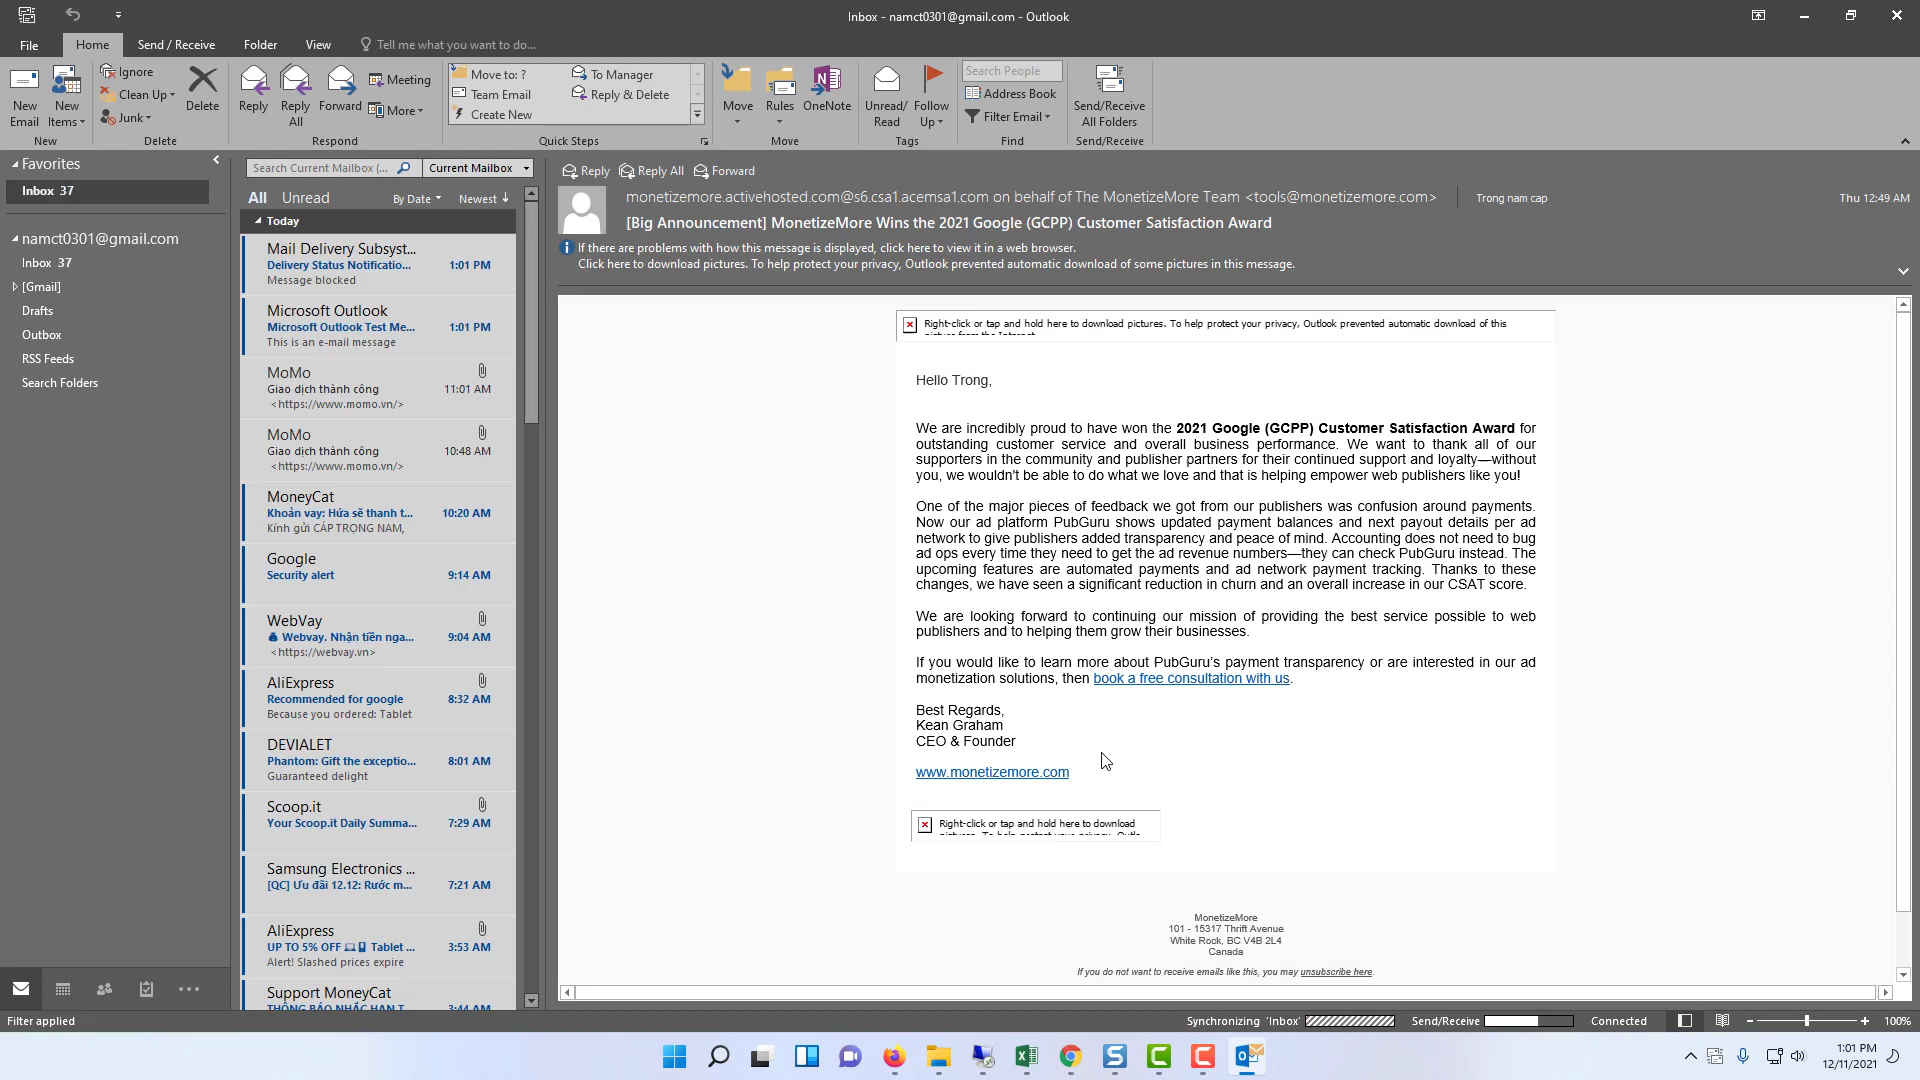 Inbox - namct0301@gmail.com - Outlook
File
Home
Send / Receive
Folder
View
Tell me what you want to do...
New Email
New Items
New
Ignore
Clean Up
Junk
Delete
Delete
Reply
Reply All
Forward
Meeting
More
Respond
Move to: ?
Team Email
Create New
To Manager
Reply & Delete
Quick Steps
Move
Rules
OneNote
Move
Unread/ Read
Follow Up
Tags
Search People
Address Book
Filter Email
Find
Send/Receive All Folders
Send/Receive
Favorites
Inbox 37
namct0301@gmail.com
Inbox 37
[Gmail]
Drafts
Outbox
RSS Feeds
Search Folders
Search Current Mailbox (...
Current Mailbox
All Unread
By Date
Newest ↓
Today
Mail Delivery Subsyst...
Delivery Status Notificatio... 1:01 PM
Message blocked
Microsoft Outlook
Microsoft Outlook Test Me... 1:01 PM
This is an e-mail message
MoMo
Giao dịch thành công 11:01 AM
<https://www.momo.vn/>
MoMo
Giao dịch thành công 10:48 AM
<https://www.momo.vn/>
MoneyCat
Khoản vay: Hứa sẽ thanh t... 10:20 AM
Kính gửi CÁP TRỌNG NAM,
Google
Security alert 9:14 AM
WebVay
Webvay. Nhận tiền nga... 9:04 AM
<https://webvay.vn>
AliExpress
Recommended for google 8:32 AM
Because you ordered: Tablet
DEVIALET
Phantom: Gift the exceptio... 8:01 AM
Guaranteed delight
Scoop.it
Your Scoop.it Daily Summa... 7:29 AM
Samsung Electronics ...
[QC] Ưu đãi 12.12: Rước m... 7:21 AM
AliExpress
UP TO 5% OFF Tablet ... 3:53 AM
Alert! Slashed prices expire
Support MoneyCat
THÔNG BÁO NHẮC HẠN T... 3:44 AM
Reply
Reply All
Forward
monetizemore.activehosted.com@s6.csa1.acemsa1.com on behalf of The MonetizeMore Team <tools@monetizemore.com>
Trong nam cap
Thu 12:49 AM
[Big Announcement] MonetizeMore Wins the 2021 Google (GCPP) Customer Satisfaction Award
If there are problems with how this message is displayed, click here to view it in a web browser.
Click here to download pictures. To help protect your privacy, Outlook prevented automatic download of some pictures in this message.
Right-click or tap and hold here to download pictures. To help protect your privacy, Outlook prevented automatic download of this
picture from the Internet.
Hello Trong,
We are incredibly proud to have won the 2021 Google (GCPP) Customer Satisfaction Award for
outstanding customer service and overall business performance. We want to thank all of our
supporters in the community and publisher partners for their continued support and loyalty—without
you, we wouldn't be able to do what we love and that is helping empower web publishers like you!
One of the major pieces of feedback we got from our publishers was confusion around payments.
Now our ad platform PubGuru shows updated payment balances and next payout details per ad
network to give publishers added transparency and peace of mind. Accounting does not need to bug
ad ops every time they need to get the ad revenue numbers—they can check PubGuru instead. The
upcoming features are automated payments and ad network payment tracking. Thanks to these
changes, we have seen a significant reduction in churn and an overall increase in our CSAT score.
We are looking forward to continuing our mission of providing the best service possible to web
publishers and to helping them grow their businesses.
If you would like to learn more about PubGuru's payment transparency or are interested in our ad
monetization solutions, then book a free consultation with us.
Best Regards,
Kean Graham
CEO & Founder
www.monetizemore.com
Right-click or tap and hold here to download
pictures. To help protect your privacy, Outlo
MonetizeMore
101 - 15317 Thrift Avenue
White Rock, BC V4B 2L4
Canada
If you do not want to receive emails like this, you may unsubscribe here.
Filter applied
Synchronizing 'Inbox'
Send/Receive
Connected
100%
1:01 PM
12/11/2021